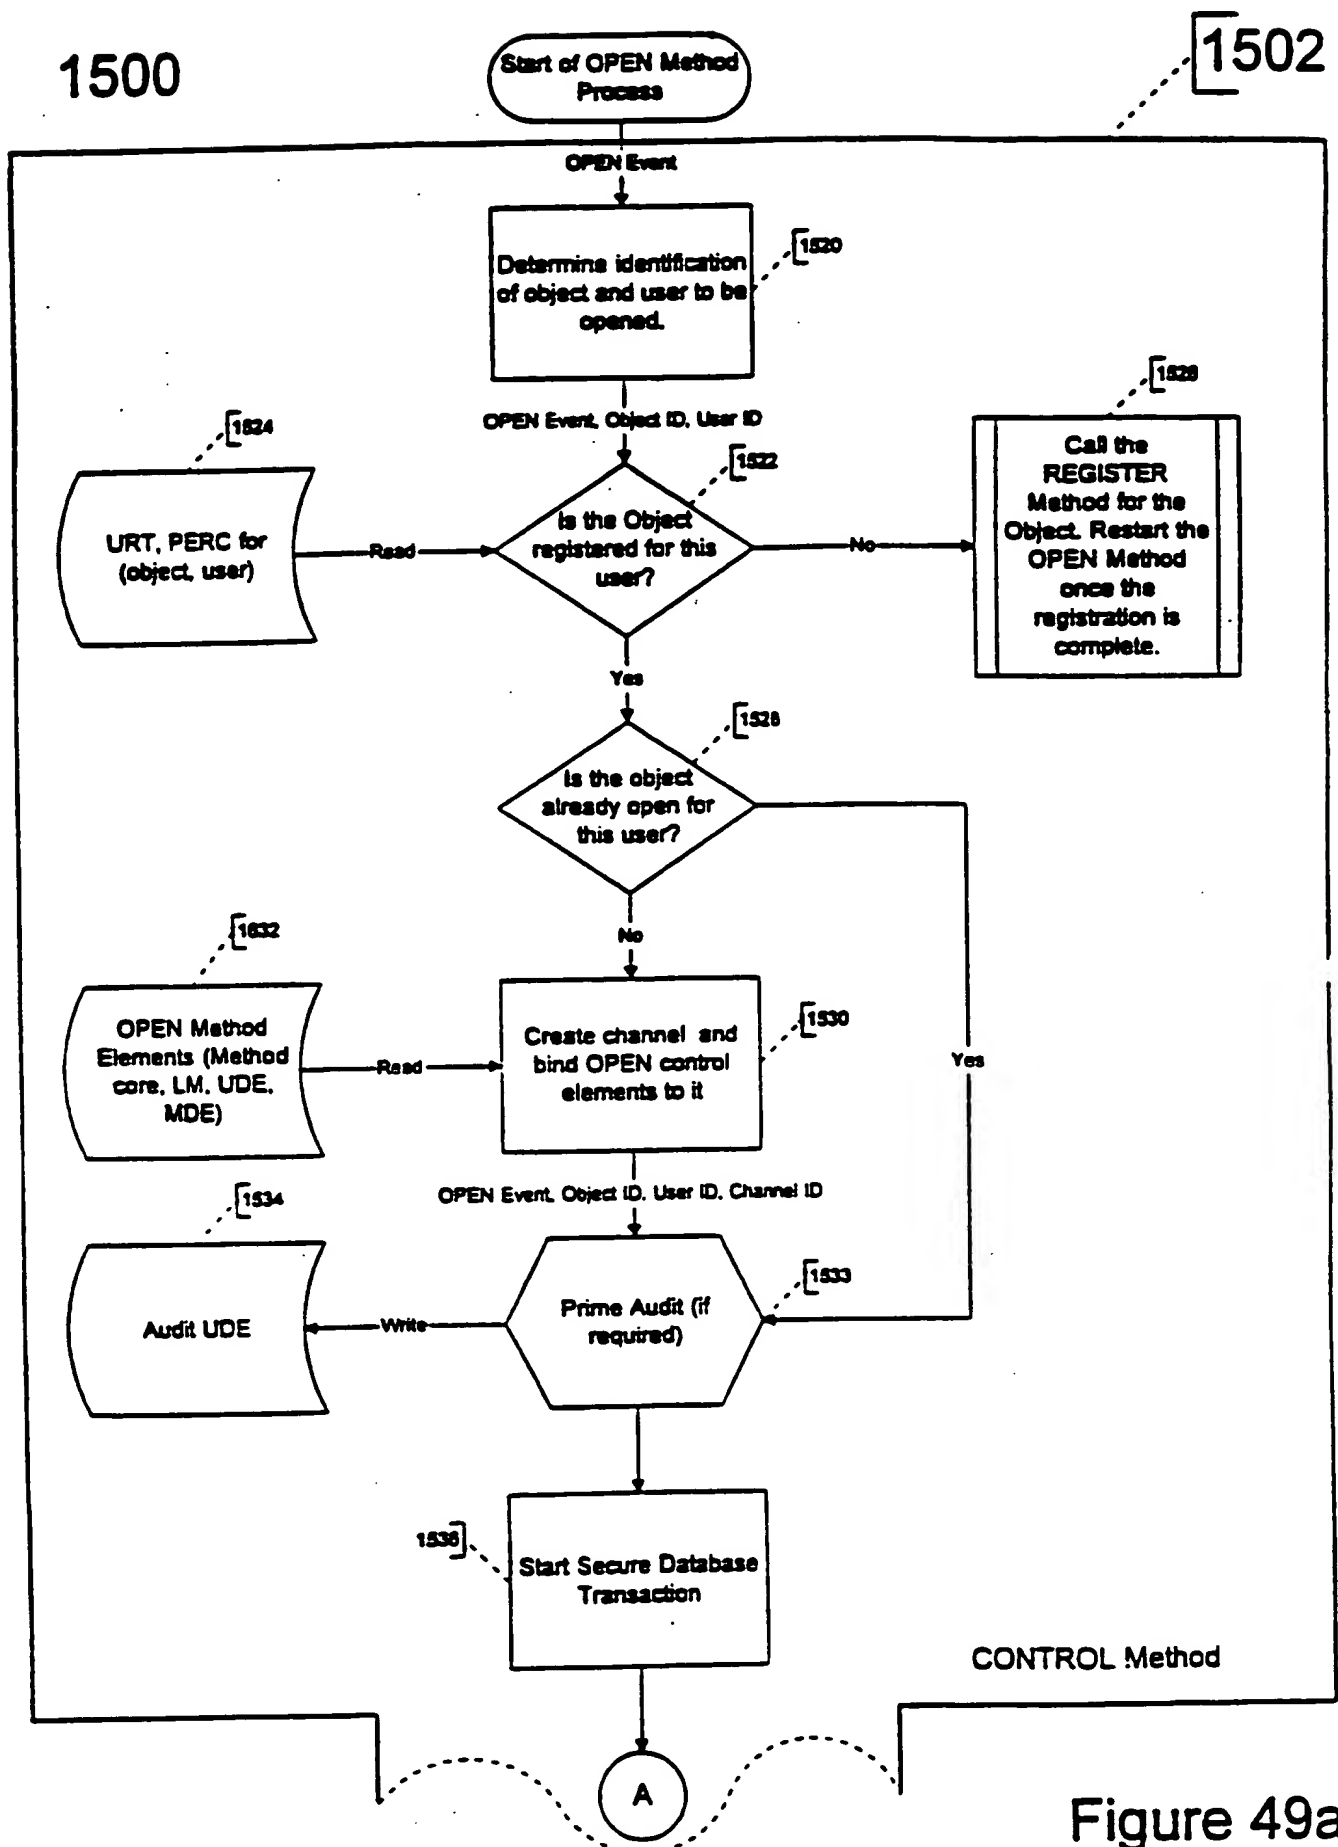 1500
1502
Start of OPEN Method
Process
OPEN Event
Determine identification
of object and user to be
opened.
1520
OPEN Event, Object ID, User ID
1524
URT, PERC for
(object, user)
Read
1522
Is the Object
registered for this
user?
No
Call the
REGISTER
Method for the
Object. Restart the
OPEN Method
once the
registration is
complete.
Yes
Is the object
already open for
this user?
No
Yes
OPEN Method
Elements (Method
core, LM, UDE,
MDE)
Read
Create channel and
bind OPEN control
elements to it
1530
OPEN Event, Object ID, User ID, Channel ID
1534
Audit UDE
Write
Prime Audit (if
required)
1533
Start Secure Database
Transaction
CONTROL Method
A
Figure 49a